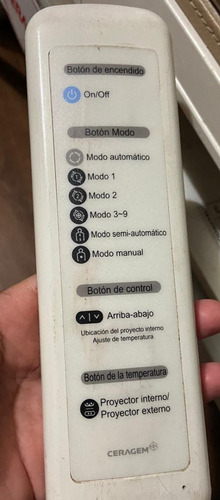 Botón de encendido
On/Off
Botón Modo
Modo automático
Modo 1
Modo 2
Modo 3~9
Modo semi-automático
Modo manual
Botón de control
Arriba-abajo
Ubicación del proyecto interno
Ajuste de temperatura
Botón de la temperatura
Proyector interno/
Proyector externo
CERAGEM